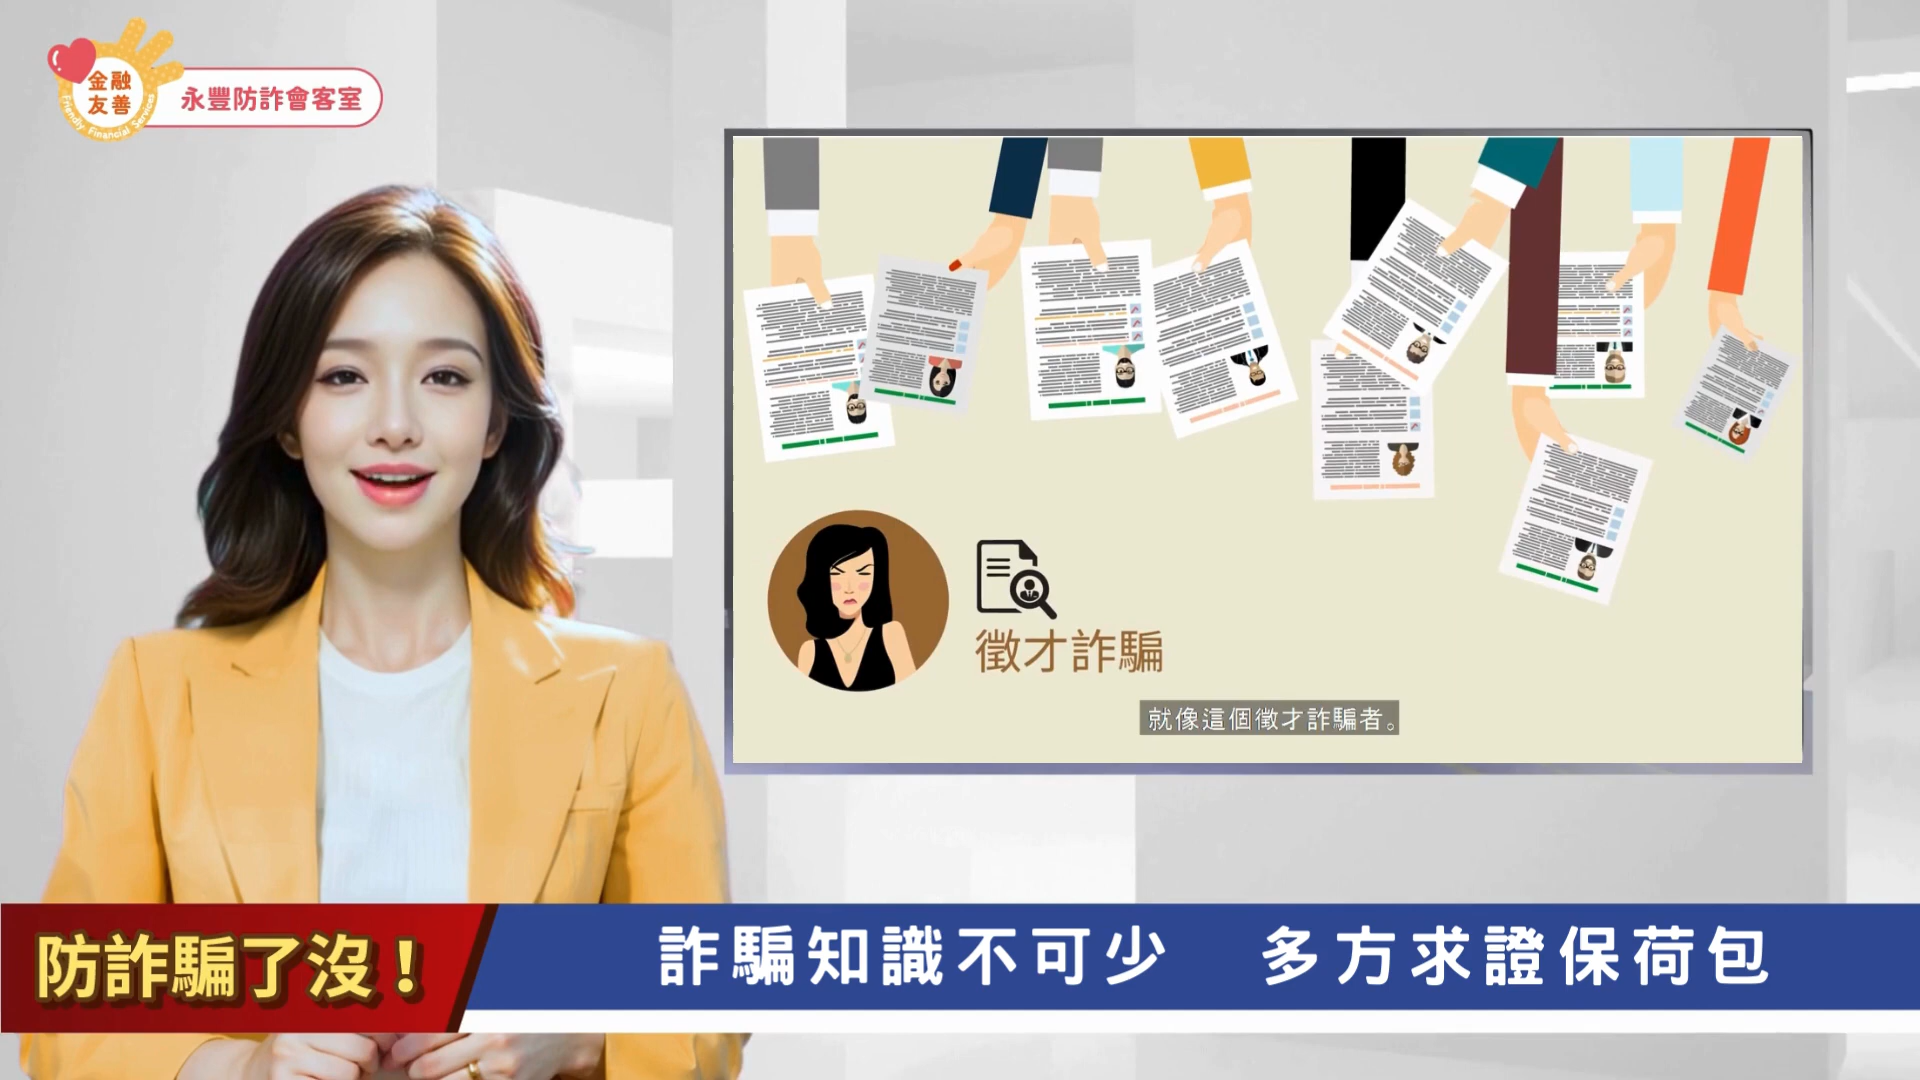 金融
友善
Friendly Financial Services
永豐防詐會客室
徵才詐騙
就像這個徵才詐騙者。
防詐騙了沒！
詐騙知識不可少　多方求證保荷包